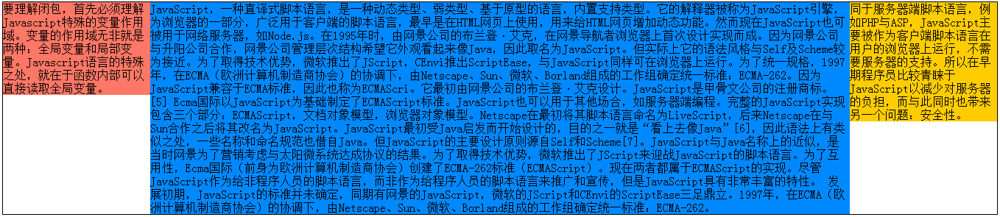 要理解闭包，首先必须理解
Javascript特殊的变量作用
域。变量的作用域无非就是
两种：全局变量和局部变
量。Javascript语言的特殊
之处，就在于函数内部可以
直接读取全局变量。
JavaScript，一种直译式脚本语言，是一种动态类型、弱类型、基于原型的语言，内置支持类型。它的解释器被称为JavaScript引擎，
为浏览器的一部分，广泛用于客户端的脚本语言，最早是在HTML网页上使用，用来给HTML网页增加动态功能。然而现在JavaScript也可
被用于网络服务器，如Node.js。在1995年时，由网景公司的布兰登·艾克，在网景导航者浏览器上首次设计实现而成。因为网景公司
与升阳公司合作，网景公司管理层次结构希望它外观看起来像Java，因此取名为JavaScript。但实际上它的语法风格与Self及Scheme较
为接近。为了取得技术优势，微软推出了JScript，CEnvi推出ScriptEase，与JavaScript同样可在浏览器上运行。为了统一规格，1997
年，在ECMA（欧洲计算机制造商协会）的协调下，由Netscape、Sun、微软、Borland组成的工作组确定统一标准：ECMA-262。因为
JavaScript兼容于ECMA标准，因此也称为ECMAScri。它最初由网景公司的布兰登·艾克设计。JavaScript是甲骨文公司的注册商标。
[5] Ecma国际以JavaScript为基础制定了ECMAScript标准。JavaScript也可以用于其他场合，如服务器端编程。完整的JavaScript实现
包含三个部分：ECMAScript，文档对象模型，浏览器对象模型。Netscape在最初将其脚本语言命名为LiveScript，后来Netscape在与
Sun合作之后将其改名为JavaScript。JavaScript最初受Java启发而开始设计的，目的之一就是“看上去像Java”[6]，因此语法上有类
似之处，一些名称和命名规范也借自Java。但JavaScript的主要设计原则源自Self和Scheme[7]。JavaScript与Java名称上的近似，是
当时网景为了营销考虑与太阳微系统达成协议的结果。为了取得技术优势，微软推出了JScript来迎战JavaScript的脚本语言。为了互
用性，Ecma国际（前身为欧洲计算机制造商协会）创建了ECMA-262标准（ECMAScript）。现在两者都属于ECMAScript的实现。尽管
JavaScript作为给非程序人员的脚本语言，而非作为给程序人员的脚本语言来推广和宣传，但是JavaScript具有非常丰富的特性。 发
展初期，JavaScript的标准并未确定，同期有网景的JavaScript，微软的JScript和CEnvi的ScriptEase三足鼎立。1997年，在ECMA（欧
洲计算机制造商协会）的协调下，由Netscape、Sun、微软、Borland组成的工作组确定统一标准：ECMA-262。
同于服务器端脚本语言，例
如PHP与ASP，JavaScript主
要被作为客户端脚本语言在
用户的浏览器上运行，不需
要服务器的支持。所以在早
期程序员比较青睐于
JavaScript以减少对服务器
的负担，而与此同时也带来
另一个问题：安全性。